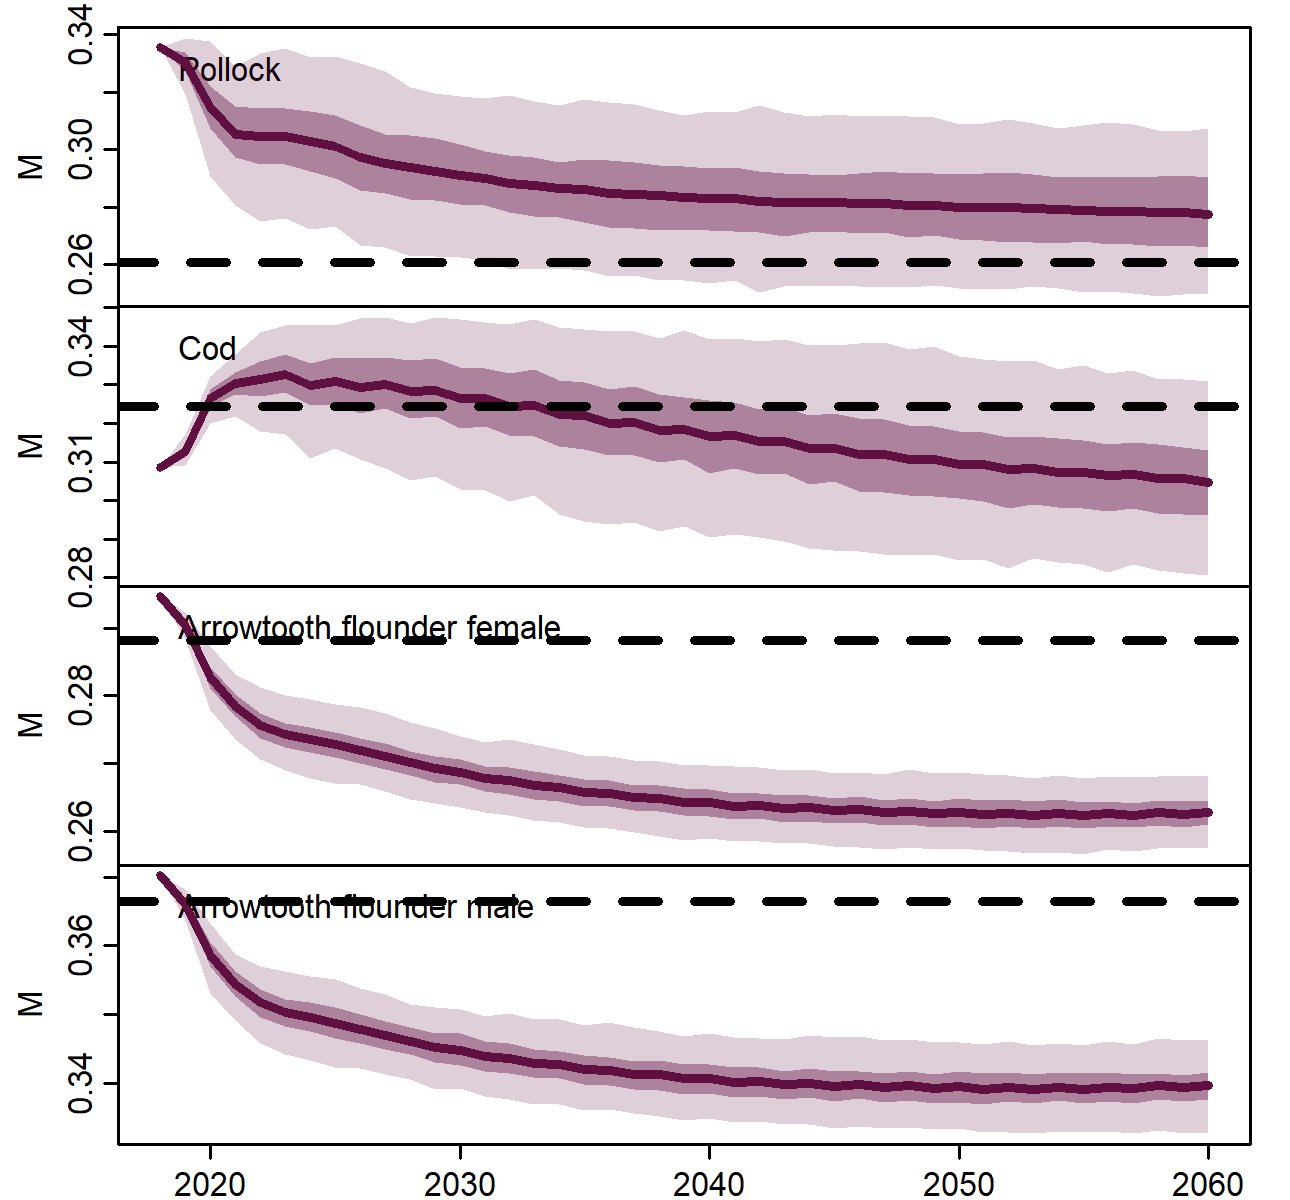 0.34
Pollock
0.30
M
0.26
0.34
Cod
M
0.31
0.28
Arrowtooth flounder female
0.28
M
0.26
Arrowtooth flounder male
0.36
M
0.34
2020 2030 2040 2050 2060